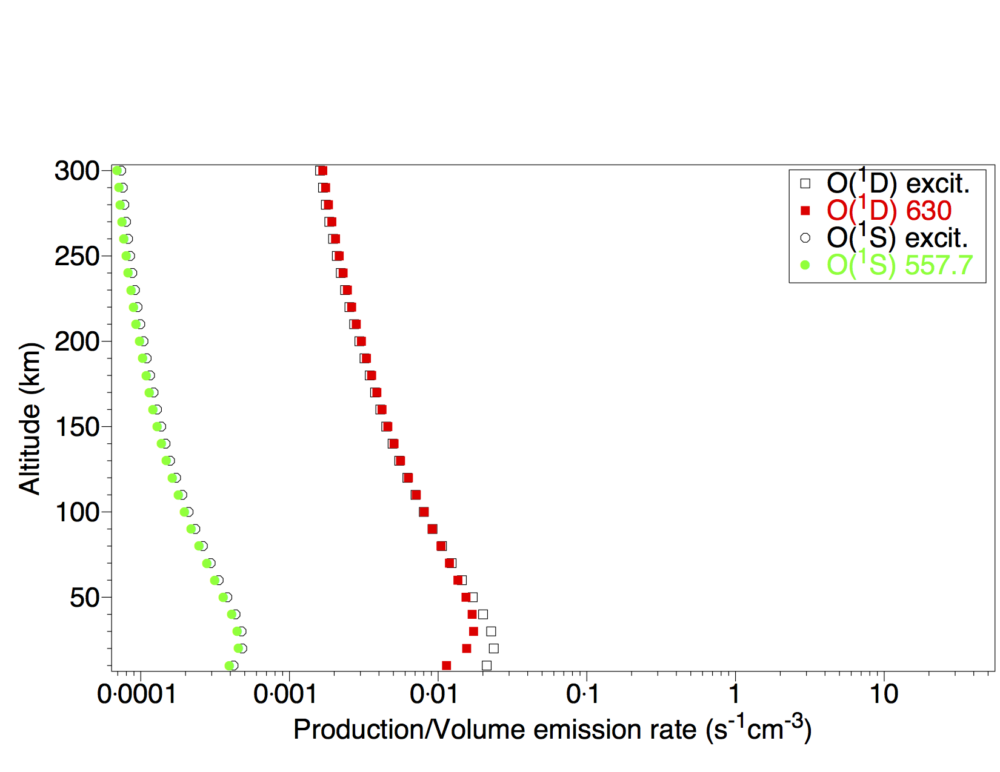 300
250
200
150
100
50
Altitude (km)
O(¹D) excit.
O(¹D) 630
O(¹S) excit.
O(¹S) 557.7
0·0001 0·001 0·01 0·1 1 10
Production/Volume emission rate (s⁻¹cm⁻³)